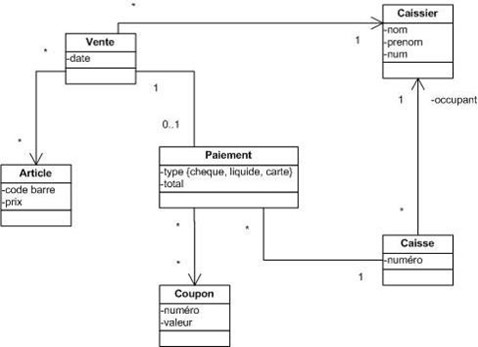 *
Caissier
-nom
-prenom
-num
Vente
-date
*
1
1
1
-occupant
0..1
*
Paiement
-type {cheque, liquide, carte}
-total
Article
-code barre
-prix
*
*
*
Caisse
-numéro
*
1
Coupon
-numéro
-valeur